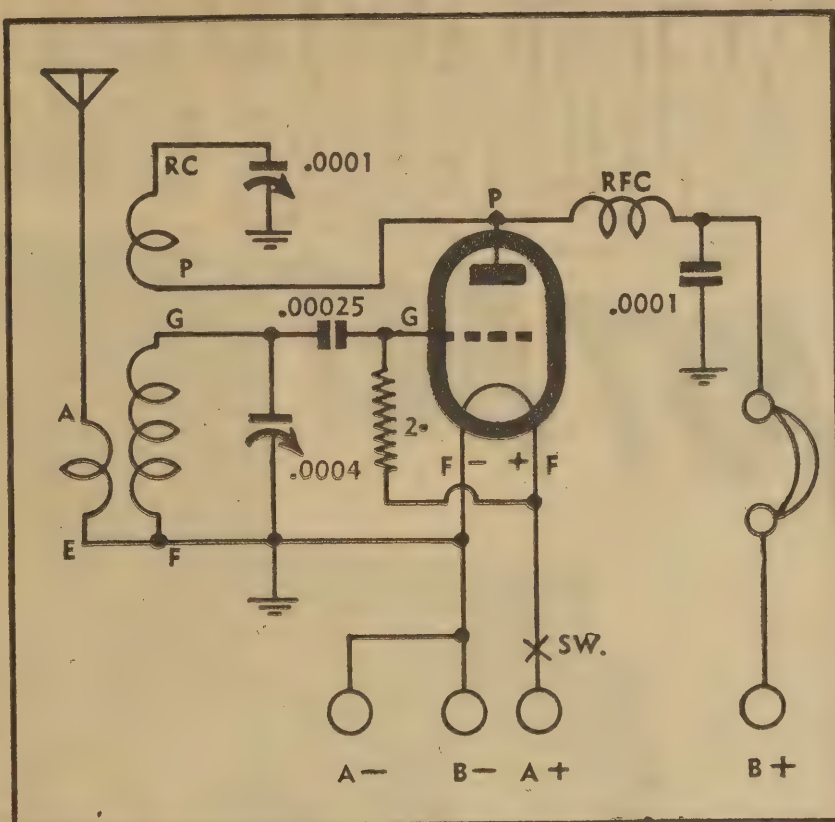 RC .0001
P RFC
P
.00025 .0001
G G
A 2
.0004 F - + F
E F
SW.
A- B- A+ B+